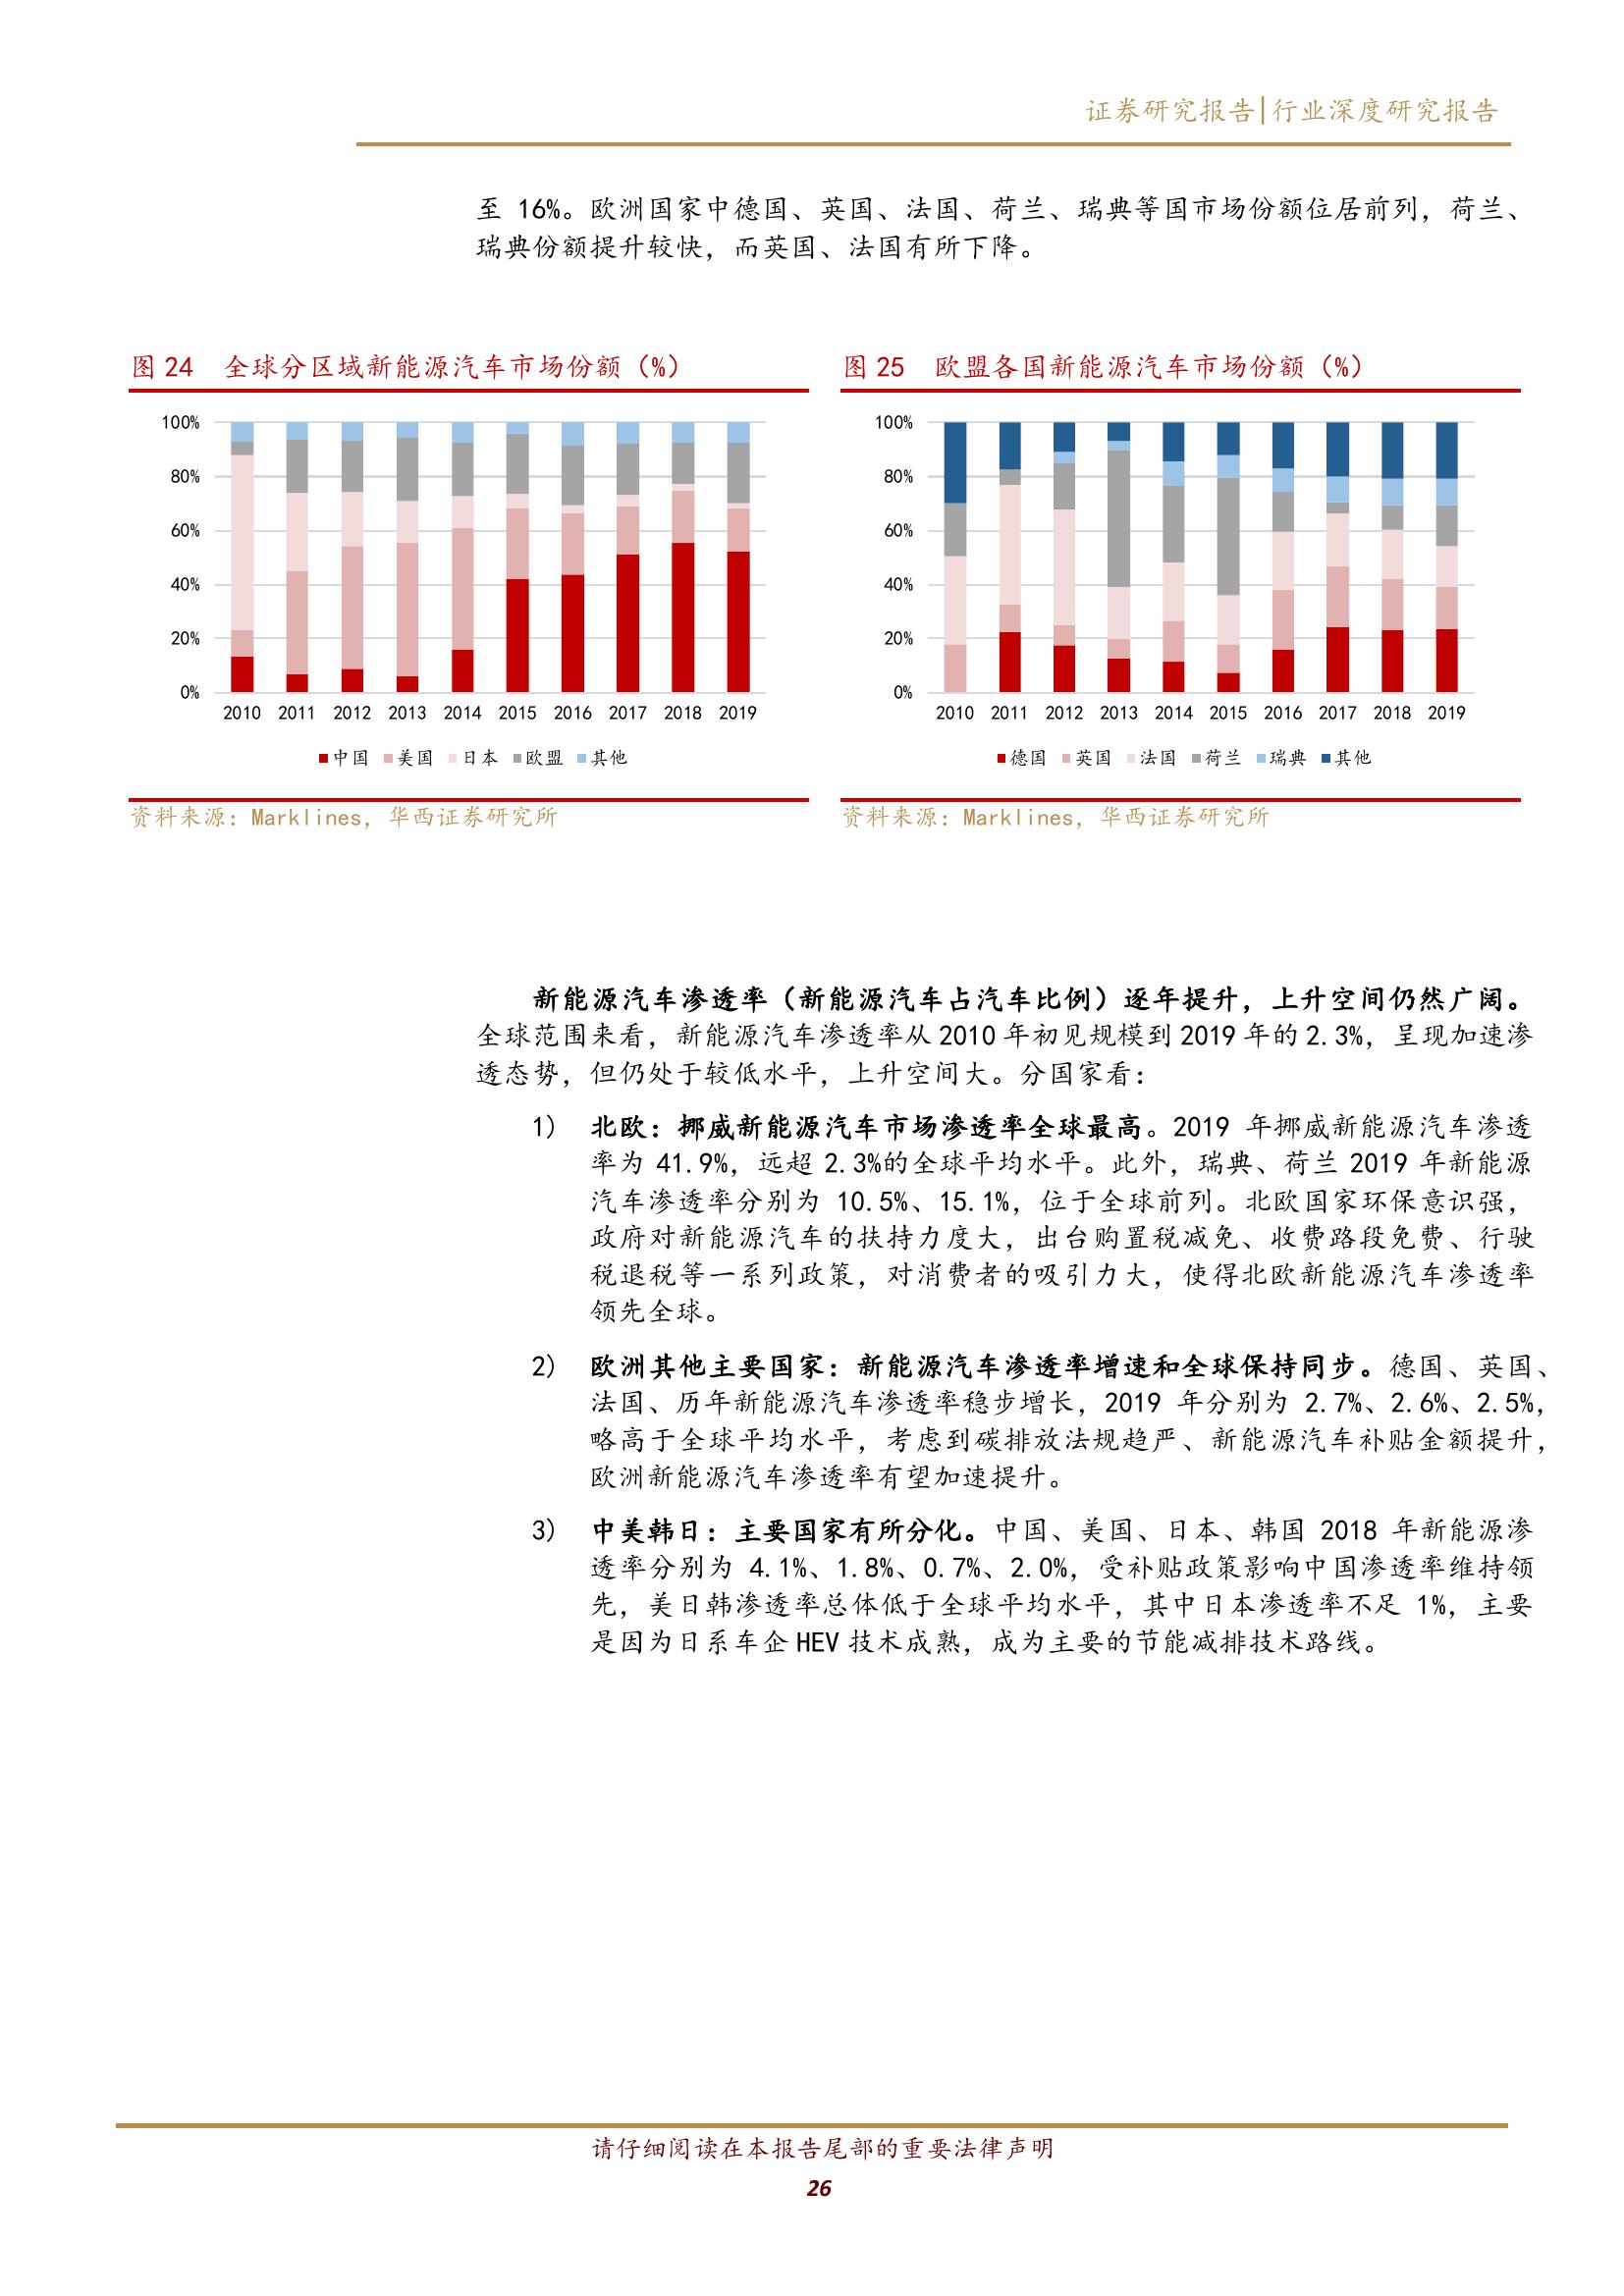 证券研究报告|行业深度研究报告
至 16%。欧洲国家中德国、英国、法国、荷兰、瑞典等国市场份额位居前列，荷兰、
瑞典份额提升较快，而英国、法国有所下降。
图 24 全球分区域新能源汽车市场份额（%）
100%
80%
60%
40%
20%
0%
2010 2011 2012 2013 2014 2015 2016 2017 2018 2019
中国 美国 日本 欧盟 其他
资料来源：Marklines，华西证券研究所
图 25 欧盟各国新能源汽车市场份额（%）
100%
80%
60%
40%
20%
0%
2010 2011 2012 2013 2014 2015 2016 2017 2018 2019
德国 英国 法国 荷兰 瑞典 其他
资料来源：Marklines，华西证券研究所
新能源汽车渗透率（新能源汽车占汽车比例）逐年提升，上升空间仍然广阔。
全球范围来看，新能源汽车渗透率从 2010 年初见规模到 2019 年的 2.3%，呈现加速渗
透态势，但仍处于较低水平，上升空间大。分国家看：
1) 北欧：挪威新能源汽车市场渗透率全球最高。2019 年挪威新能源汽车渗透
率为 41.9%，远超 2.3%的全球平均水平。此外，瑞典、荷兰 2019 年新能源
汽车渗透率分别为 10.5%、15.1%，位于全球前列。北欧国家环保意识强，
政府对新能源汽车的扶持力度大，出台购置税减免、收费路段免费、行驶
税退税等一系列政策，对消费者的吸引力大，使得北欧新能源汽车渗透率
领先全球。
2) 欧洲其他主要国家：新能源汽车渗透率增速和全球保持同步。德国、英国、
法国、历年新能源汽车渗透率稳步增长，2019 年分别为 2.7%、2.6%、2.5%，
略高于全球平均水平，考虑到碳排放法规趋严、新能源汽车补贴金额提升，
欧洲新能源汽车渗透率有望加速提升。
3) 中美韩日：主要国家有所分化。中国、美国、日本、韩国 2018 年新能源渗
透率分别为 4.1%、1.8%、0.7%、2.0%，受补贴政策影响中国渗透率维持领
先，美日韩渗透率总体低于全球平均水平，其中日本渗透率不足 1%，主要
是因为日系车企 HEV 技术成熟，成为主要的节能减排技术路线。
请仔细阅读在本报告尾部的重要法律声明
26